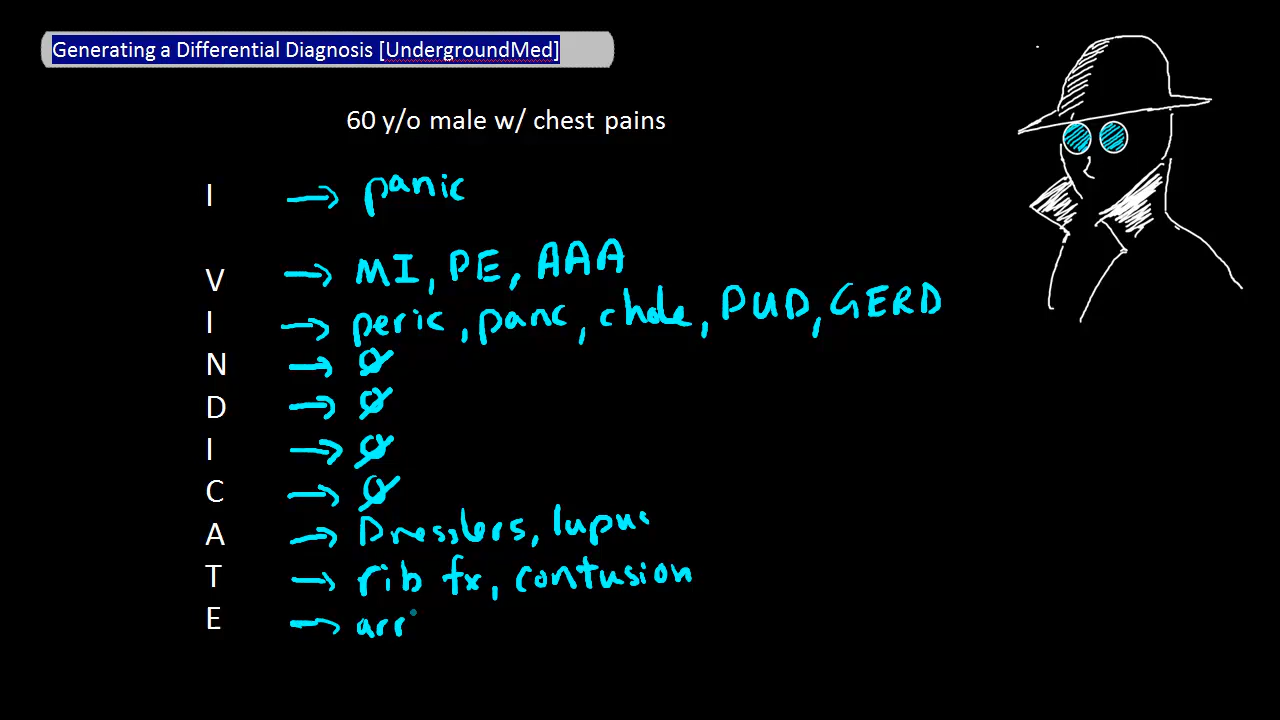 Generating a Differential Diagnosis [UndergroundMed]
60 y/o male w/ chest pains
I → panic
V → MI, PE, AAA
I → peric, panc, chole, PUD, GERD
N → Ø
D → Ø
I → Ø
C → Ø
A → Dresslers, lupus
T → rib fx, contusion
E → arr